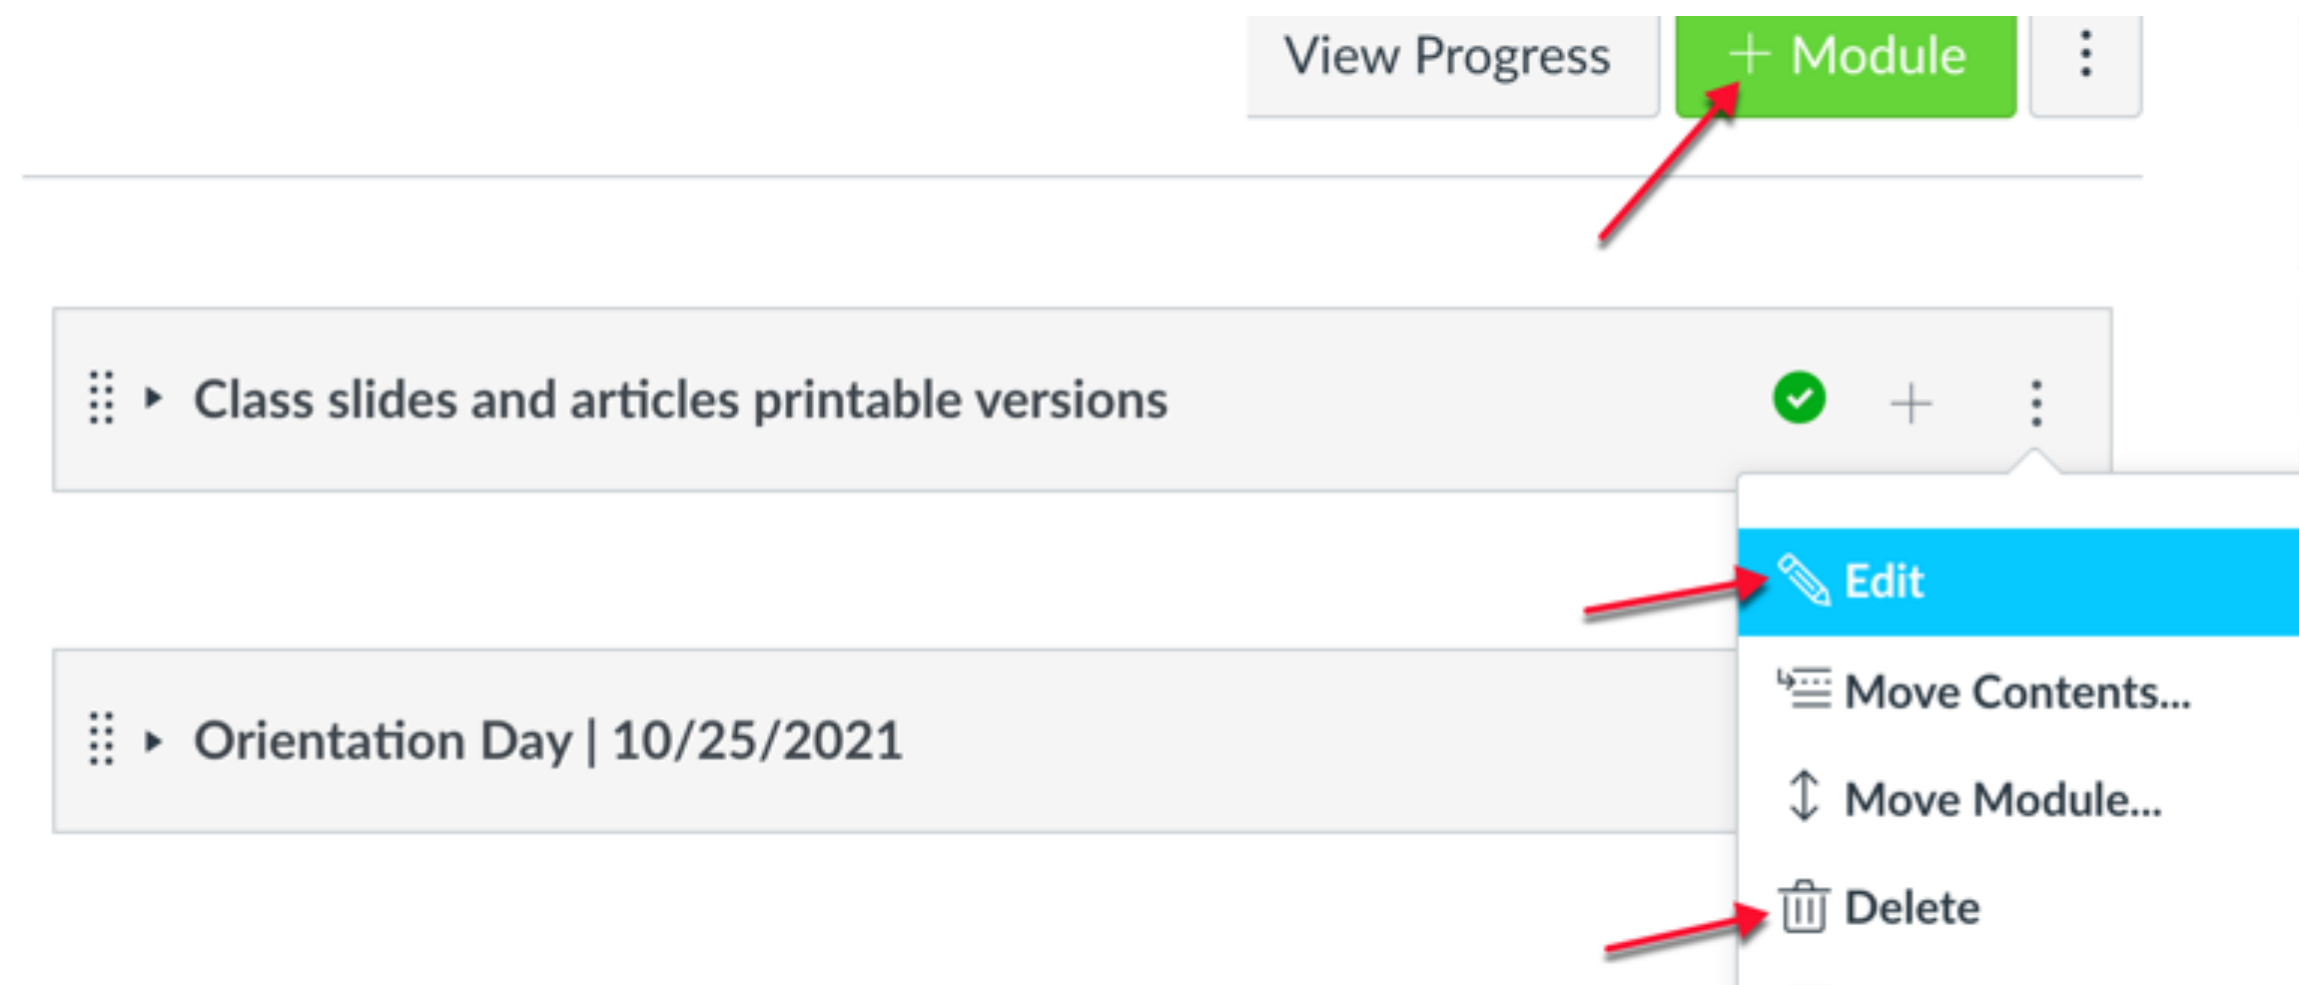 View Progress
+ Module
Class slides and articles printable versions
Edit
Move Contents...
Move Module...
Delete
Orientation Day | 10/25/2021